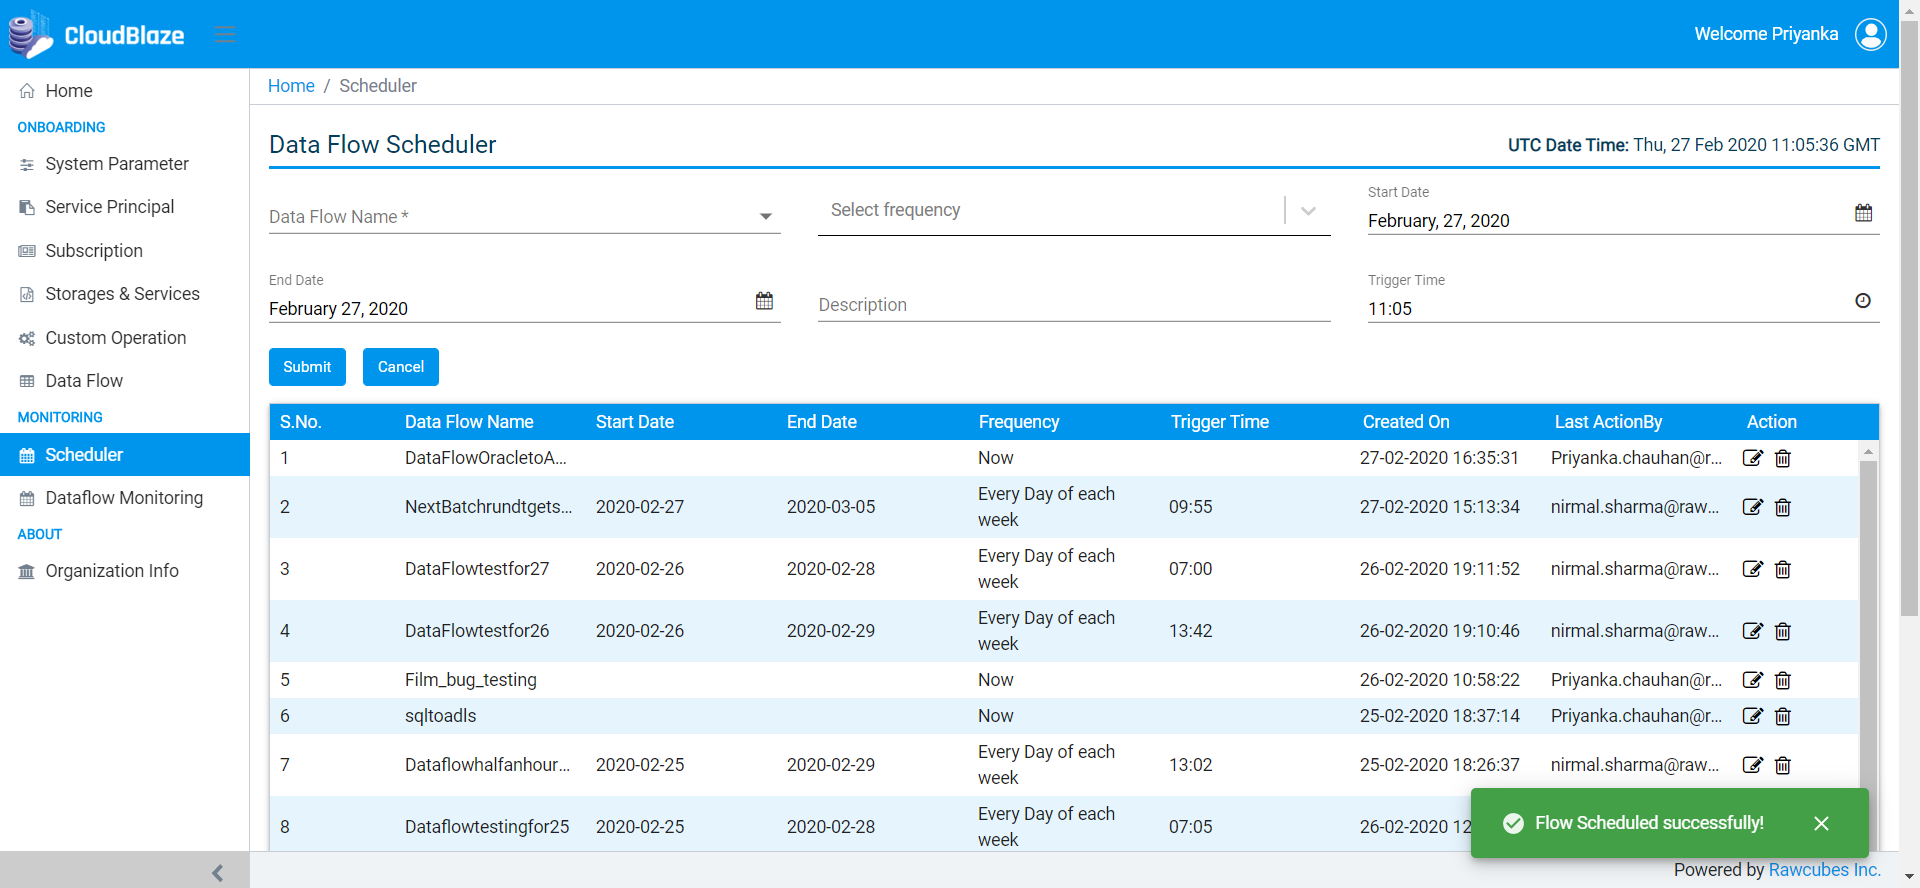 CloudBlaze
Welcome Priyanka
Home
ONBOARDING
System Parameter
Service Principal
Subscription
Storages & Services
Custom Operation
Data Flow
MONITORING
Scheduler
Dataflow Monitoring
ABOUT
Organization Info
Home / Scheduler
Data Flow Scheduler
UTC Date Time: Thu, 27 Feb 2020 11:05:36 GMT
Data Flow Name *
Select frequency
Start Date
February, 27, 2020
End Date
February 27, 2020
Description
Trigger Time
11:05
Submit Cancel
S.No. Data Flow Name Start Date End Date Frequency Trigger Time Created On Last ActionBy Action
1 DataFlowOracletoA... Now 27-02-2020 16:35:31 Priyanka.chauhan@r...
2 NextBatchrundtgets... 2020-02-27 2020-03-05 Every Day of each week 09:55 27-02-2020 15:13:34 nirmal.sharma@raw...
3 DataFlowtestfor27 2020-02-26 2020-02-28 Every Day of each week 07:00 26-02-2020 19:11:52 nirmal.sharma@raw...
4 DataFlowtestfor26 2020-02-26 2020-02-29 Every Day of each week 13:42 26-02-2020 19:10:46 nirmal.sharma@raw...
5 Film_bug_testing Now 26-02-2020 10:58:22 Priyanka.chauhan@r...
6 sqltoadls Now 25-02-2020 18:37:14 Priyanka.chauhan@r...
7 Dataflowhalfanhour... 2020-02-25 2020-02-29 Every Day of each week 13:02 25-02-2020 18:26:37 nirmal.sharma@raw...
8 Dataflowtestingfor25 2020-02-25 2020-02-28 Every Day of each week 07:05 26-02-2020 12
Flow Scheduled successfully!
Powered by Rawcubes Inc.